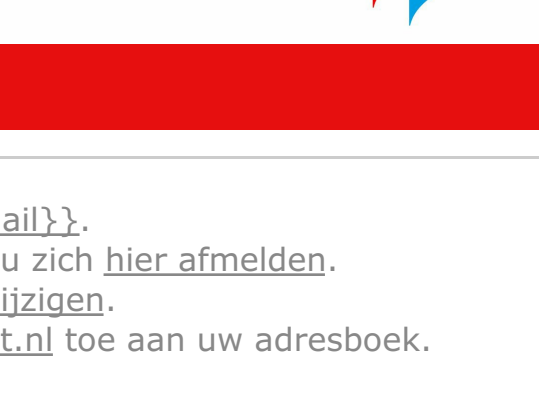 ail}}.
u zich hier afmelden.
ijzigen.
t.nl toe aan uw adresboek.